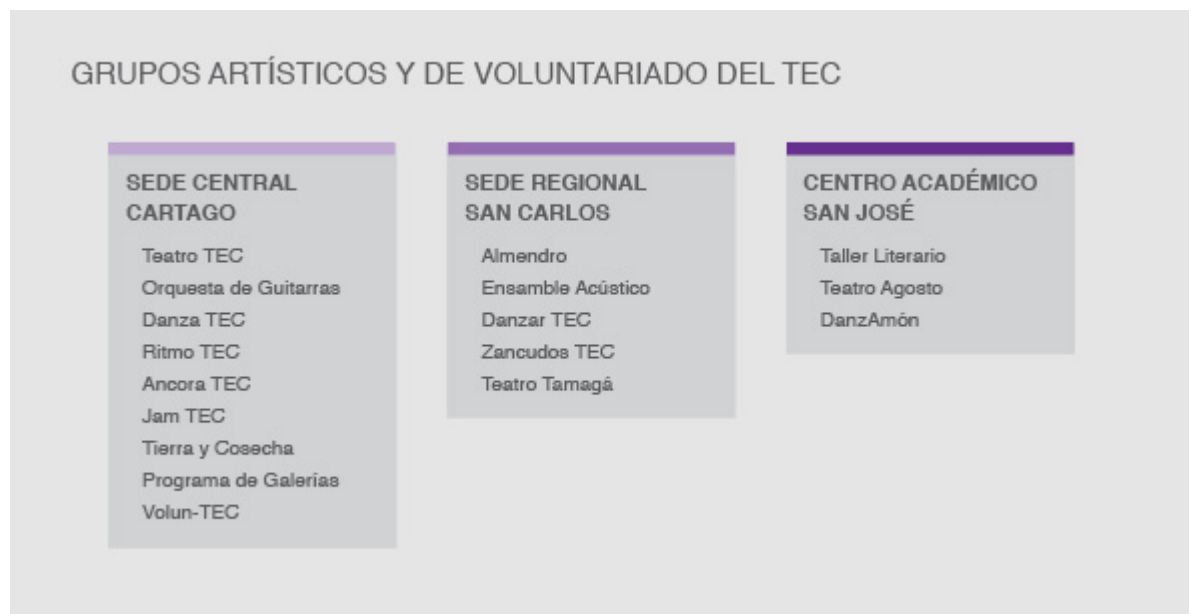 GRUPOS ARTÍSTICOS Y DE VOLUNTARIADO DEL TEC
SEDE CENTRAL
CARTAGO
Teatro TEC
Orquesta de Guitarras
Danza TEC
Ritmo TEC
Ancora TEC
Jam TEC
Tierra y Cosecha
Programa de Galerías
Volun-TEC
SEDE REGIONAL
SAN CARLOS
Almendro
Ensamble Acústico
Danzar TEC
Zancudos TEC
Teatro Tamagá
CENTRO ACADÉMICO
SAN JOSÉ
Taller Literario
Teatro Agosto
DanzAmón